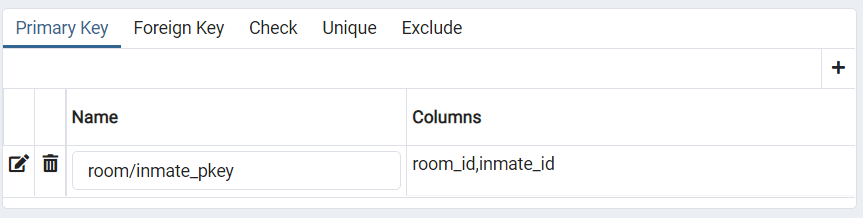 Primary Key Foreign Key Check Unique Exclude
Name Columns
room/inmate_pkey room_id,inmate_id